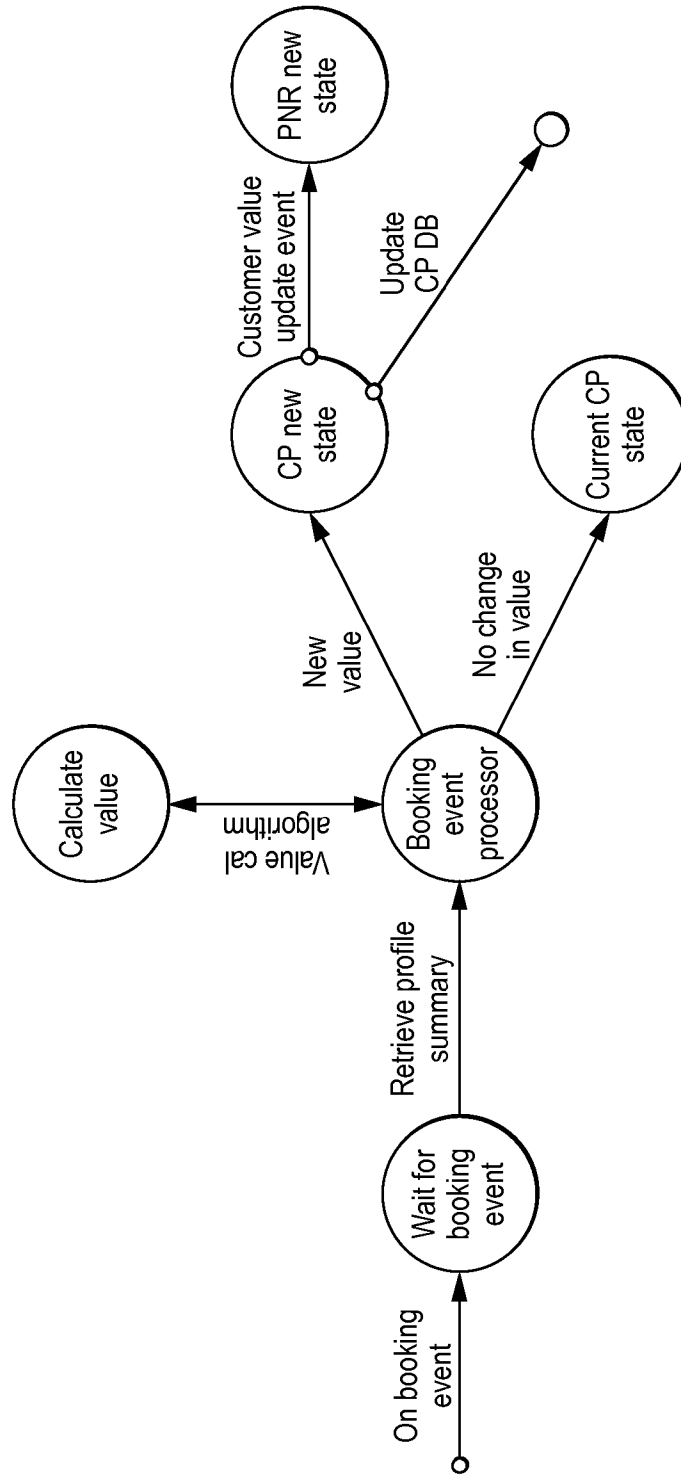 On booking
event
Wait for
booking
event
Retrieve profile
summary
Booking
event
processor
Value cal
algorithm
Calculate
value
New
value
No change
in value
CP new
state
Current CP
state
Customer value
update event
Update
CP DB
PNR new
state